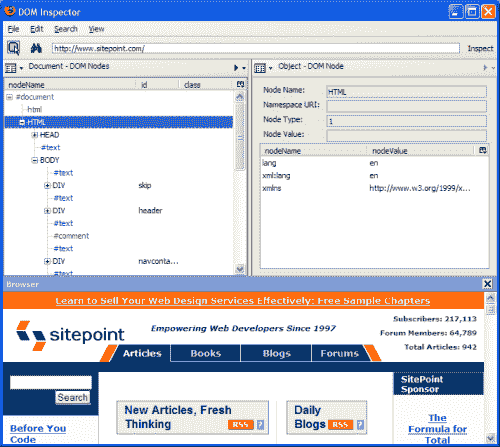 DOM Inspector
File Edit Search View
http://www.sitepoint.com/ Inspect
Document - DOM Nodes
nodeName id class
#document
html
HTML
HEAD
#text
BODY
#text
DIV skip
#text
DIV header
#comment
#text
DIV navconta...
#text
Object - DOM Node
Node Name: HTML
Namespace URI:
Node Type: 1
Node Value:
nodeName nodeValue
lang en
xml:lang en
xmlns http://www.w3.org/1999/x...
Browser
Learn to Sell Your Web Design Services Effectively: Free Sample Chapters
sitepoint
Empowering Web Developers Since 1997
Subscribers: 217,113
Forum Members: 64,789
Total Articles: 942
Articles Books Blogs Forums
Search
Before You
Code
New Articles, Fresh
Thinking RSS ?
Daily
Blogs RSS ?
SitePoint
Sponsor
The
Formula for
Total